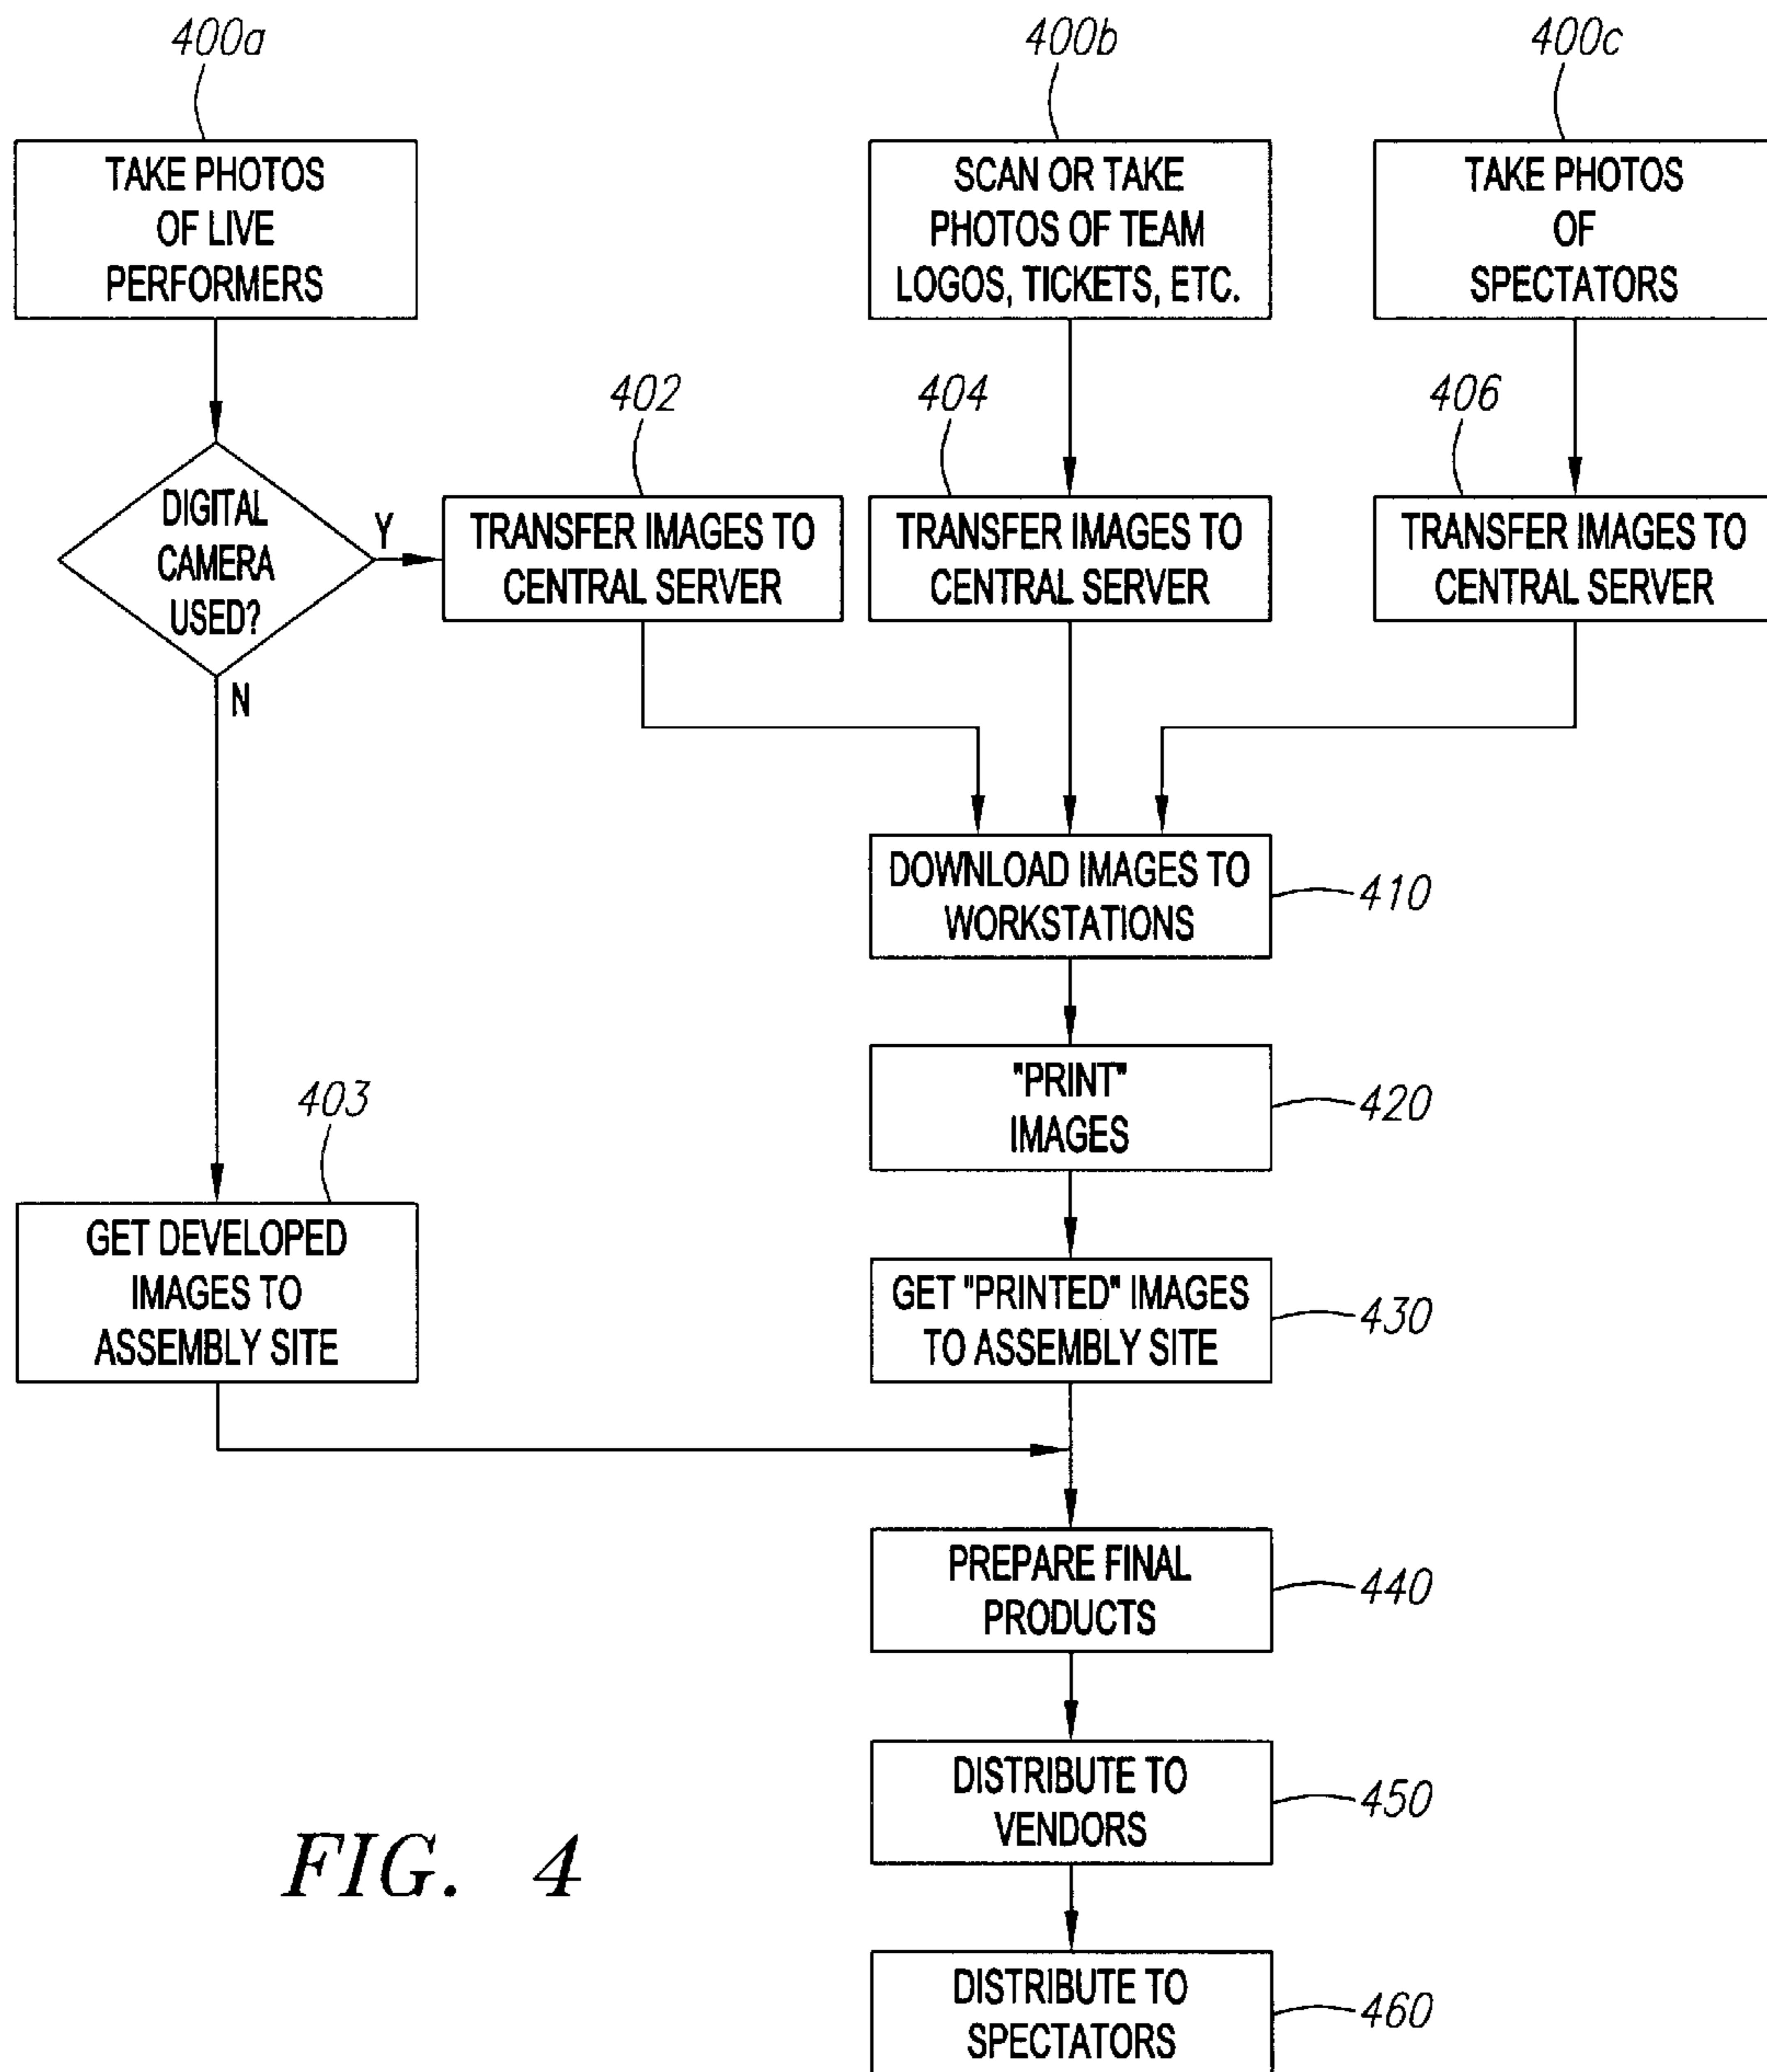 400a
400b
400c
TAKE PHOTOS
OF LIVE
PERFORMERS
SCAN OR TAKE
PHOTOS OF TEAM
LOGOS, TICKETS, ETC.
TAKE PHOTOS
OF
SPECTATORS
402
404
406
DIGITAL
CAMERA
USED?
Y
N
TRANSFER IMAGES TO
CENTRAL SERVER
TRANSFER IMAGES TO
CENTRAL SERVER
TRANSFER IMAGES TO
CENTRAL SERVER
DOWNLOAD IMAGES TO
WORKSTATIONS
410
"PRINT"
IMAGES
420
403
GET DEVELOPED
IMAGES TO
ASSEMBLY SITE
GET "PRINTED" IMAGES
TO ASSEMBLY SITE
430
PREPARE FINAL
PRODUCTS
440
DISTRIBUTE TO
VENDORS
450
FIG. 4
DISTRIBUTE TO
SPECTATORS
460